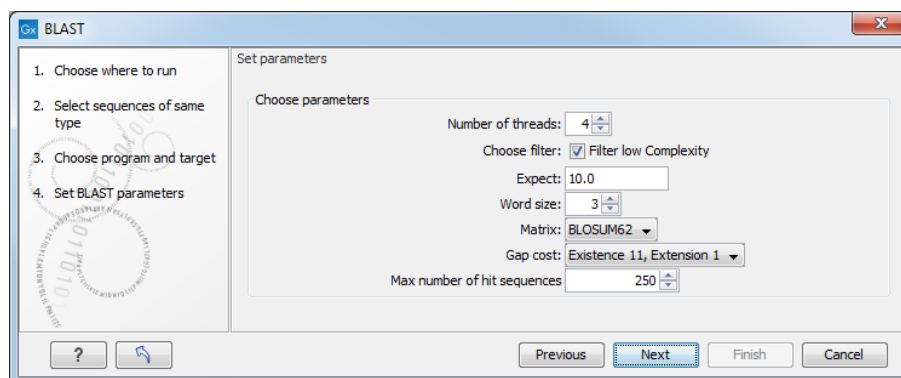 Gx BLAST
X
Set parameters
1. Choose where to run
2. Select sequences of same
type
3. Choose program and target
4. Set BLAST parameters
Choose parameters
Number of threads: 4
Choose filter: Filter low Complexity
Expect: 10.0
Word size: 3
Matrix: BLOSUM62
Gap cost: Existence 11, Extension 1
Max number of hit sequences 250
? Previous Next Finish Cancel